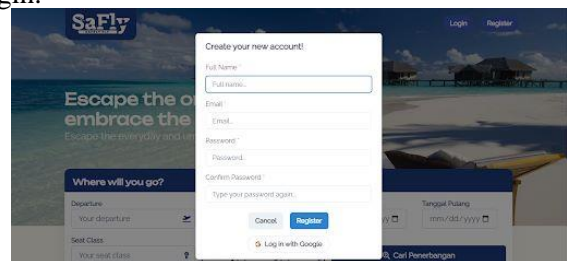 gin.
SaFly
Login Register
Create your new account!
Full Name *
Full name...
Escape the o
Email *
embrace the
Email...
Escape the everyday and un
Password *
Password...
Where will you go?
Confirm Password *
Type your password again...
Departure
Tanggal Pulang
Your departure
yy
mm/dd/yyyy
Cancel
Register
Seat Class
Log in with Google
Your seat class
Cari Penerbangan